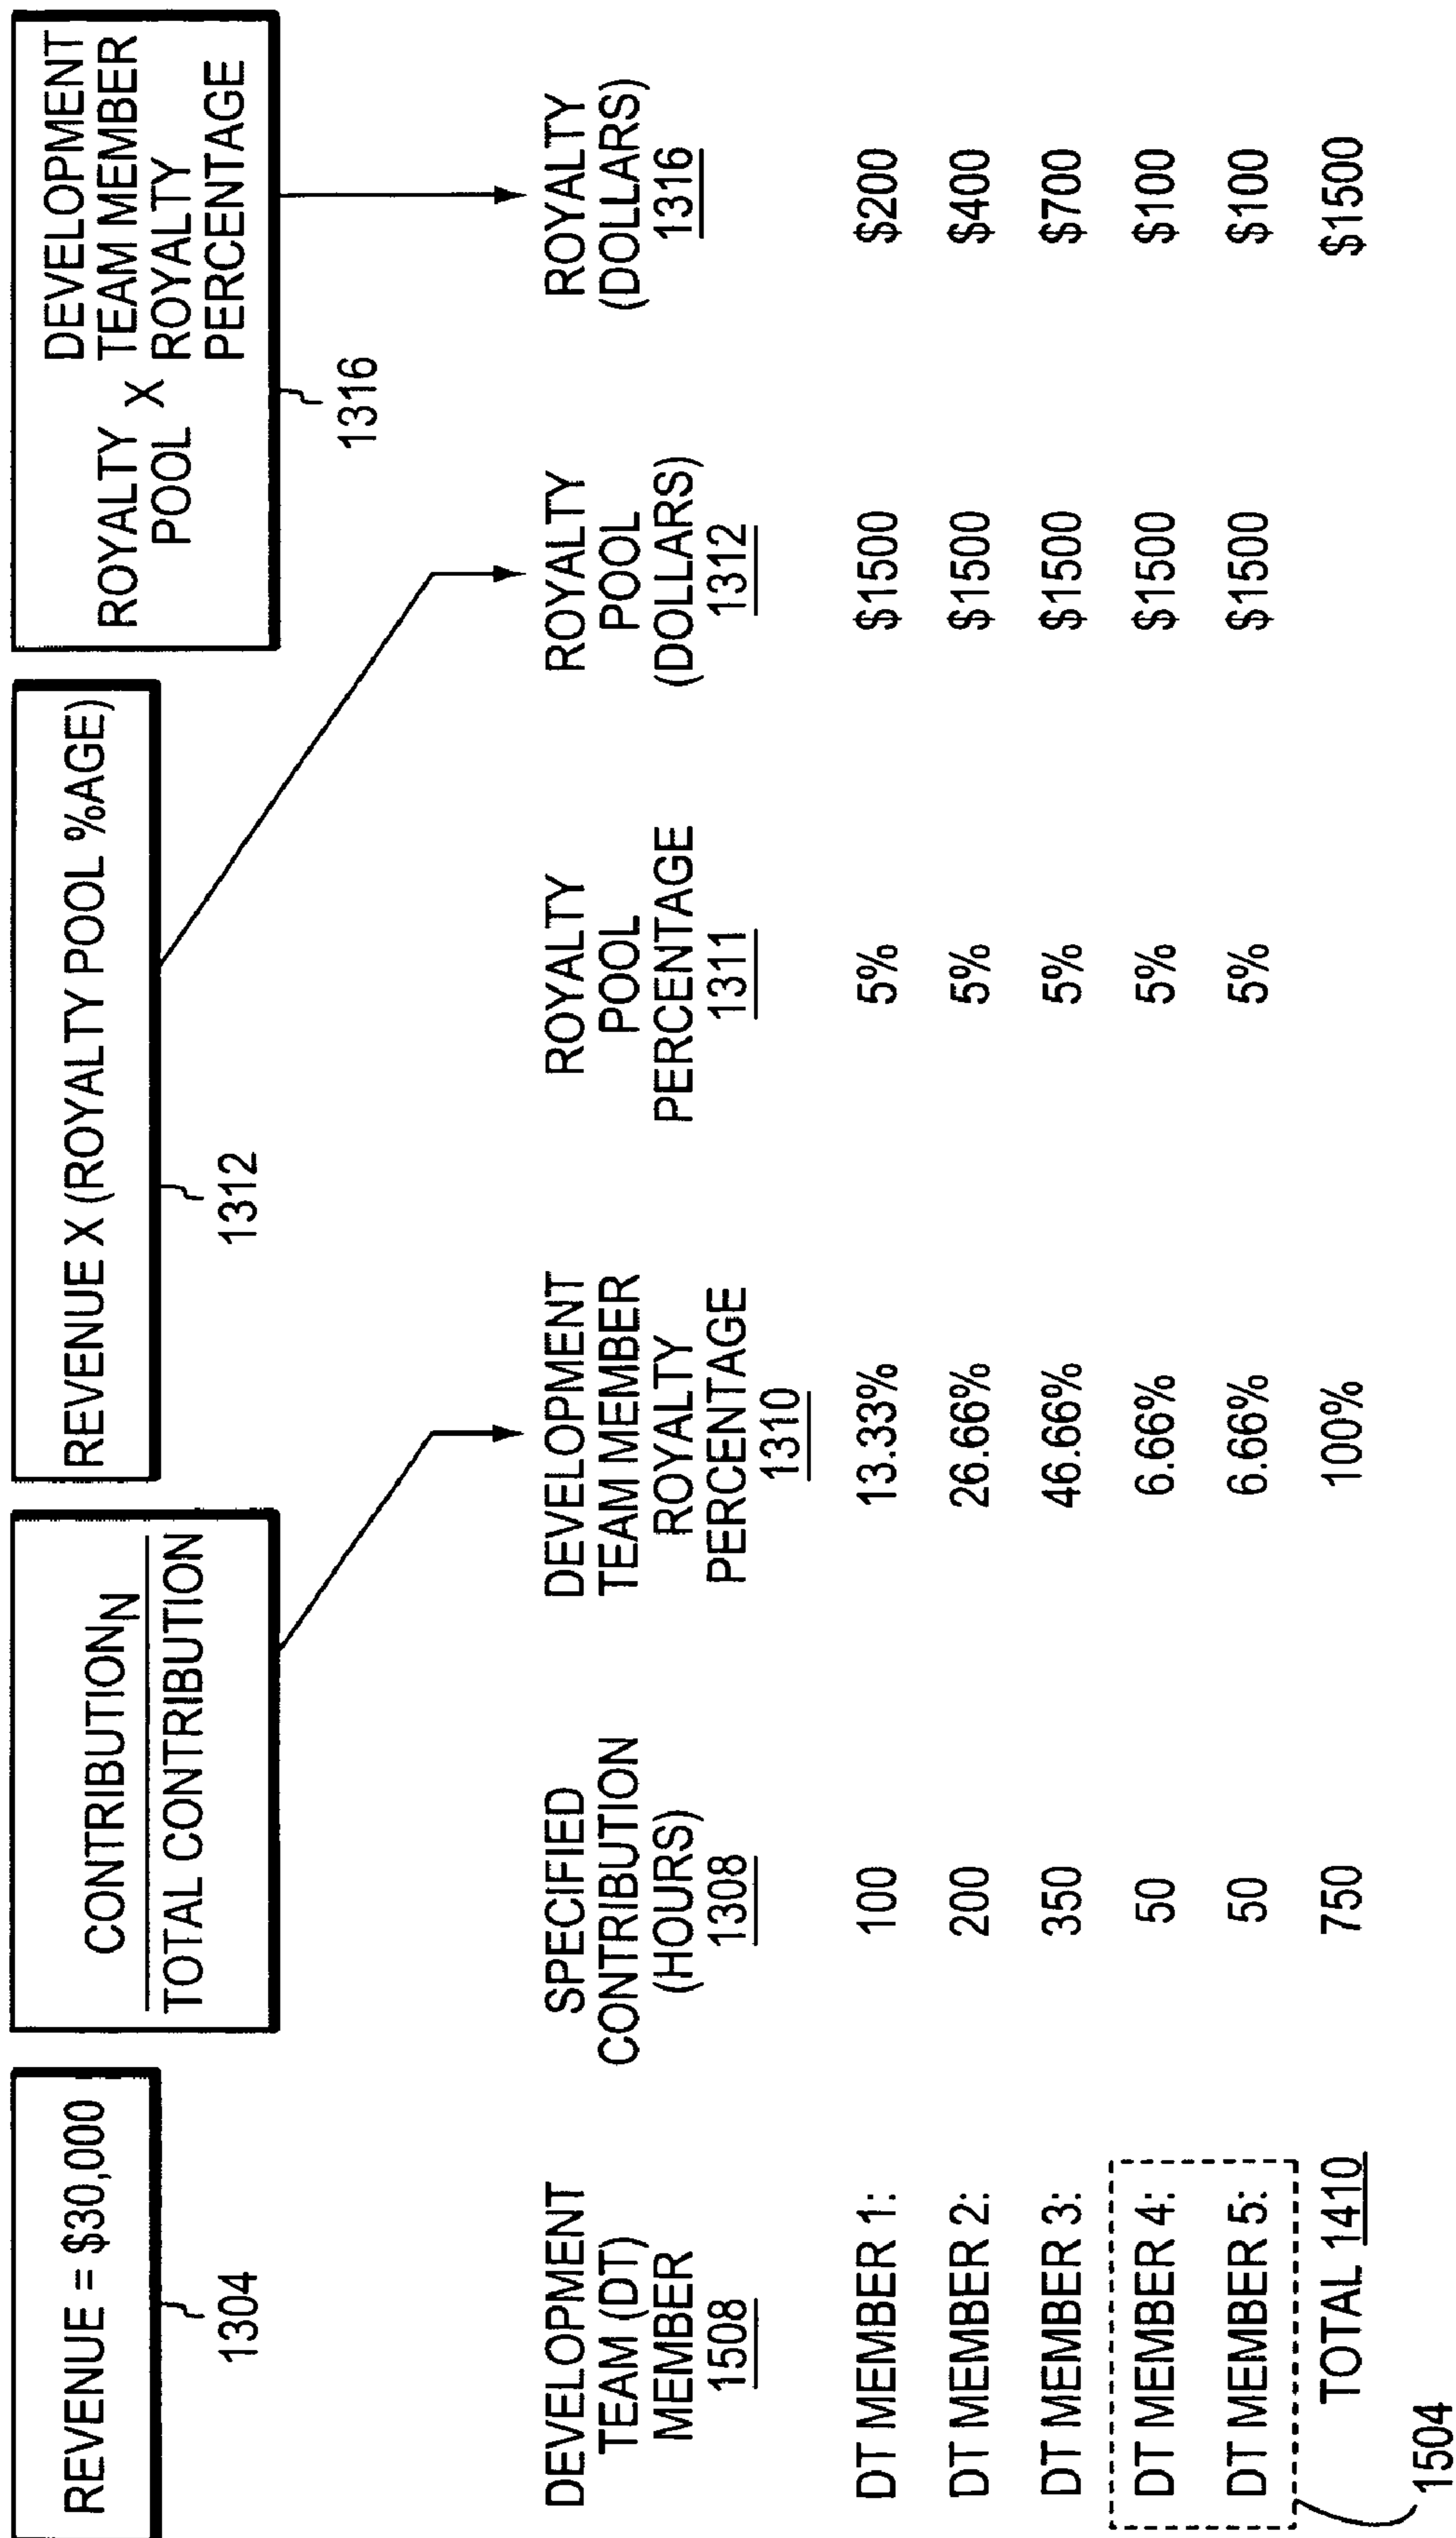 REVENUE = $30,000
1304
CONTRIBUTIONN
TOTAL CONTRIBUTION
REVENUE X (ROYALTY POOL %AGE)
1312
ROYALTY POOL X DEVELOPMENT TEAM MEMBER ROYALTY PERCENTAGE
1316
DEVELOPMENT
TEAM (DT)
MEMBER
1508
SPECIFIED
CONTRIBUTION
(HOURS)
1308
DEVELOPMENT
TEAM MEMBER
ROYALTY
PERCENTAGE
1310
ROYALTY
POOL
PERCENTAGE
1311
ROYALTY
POOL
(DOLLARS)
1312
ROYALTY
(DOLLARS)
1316
DT MEMBER 1: 100 13.33% 5% $1500 $200
DT MEMBER 2: 200 26.66% 5% $1500 $400
DT MEMBER 3: 350 46.66% 5% $1500 $700
DT MEMBER 4: 50 6.66% 5% $1500 $100
DT MEMBER 5: 50 6.66% 5% $1500 $100
TOTAL 1410 750 100% $1500
1504